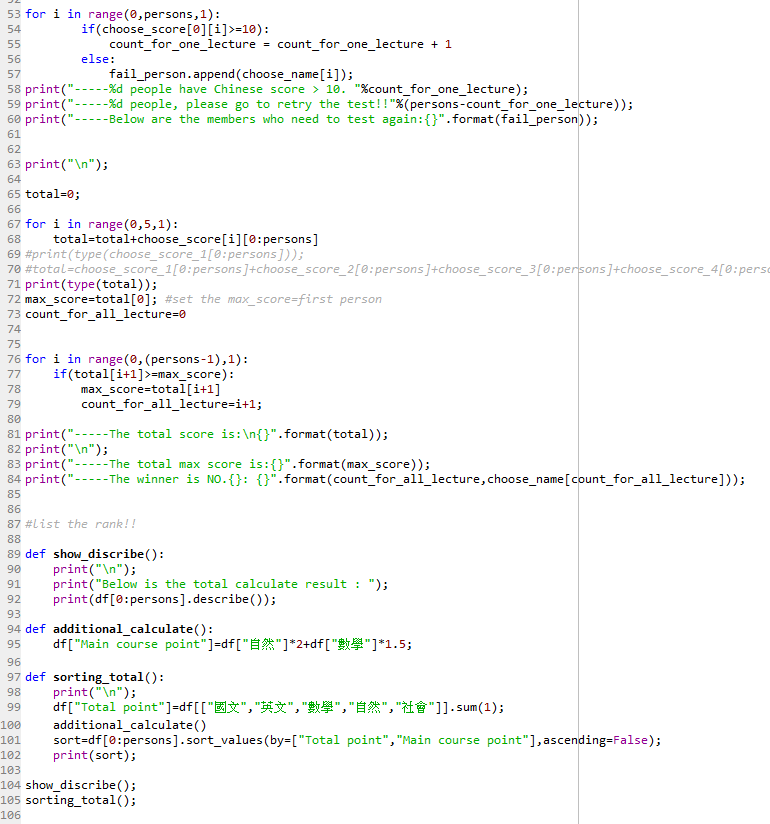 53 for i in range(0,persons,1):
54         if(choose_score[0][i]>=10):
55             count_for_one_lecture = count_for_one_lecture + 1
56         else:
57             fail_person.append(choose_name[i]);
58 print("-----%d people have Chinese score > 10. "%count_for_one_lecture);
59 print("-----%d people, please go to retry the test!!"%(persons-count_for_one_lecture));
60 print("-----Below are the members who need to test again:{}".format(fail_person));
61
62
63 print("\n");
64
65 total=0;
66
67 for i in range(0,5,1):
68     total=total+choose_score[i][0:persons]
69 #print(type(choose_score_1[0:persons]));
70 #total=choose_score_1[0:persons]+choose_score_2[0:persons]+choose_score_3[0:persons]+choose_score_4[0:perso
71 print(type(total));
72 max_score=total[0]; #set the max_score=first person
73 count_for_all_lecture=0
74
75
76 for i in range(0,(persons-1),1):
77     if(total[i+1]>=max_score):
78         max_score=total[i+1]
79         count_for_all_lecture=i+1;
80
81 print("-----The total score is:\n{}".format(total));
82 print("\n");
83 print("-----The total max score is:{}".format(max_score));
84 print("-----The winner is NO.{}: {}".format(count_for_all_lecture,choose_name[count_for_all_lecture]));
85
86
87 #list the rank!!
88
89 def show_discribe():
90     print("\n");
91     print("Below is the total calculate result : ");
92     print(df[0:persons].describe());
93
94 def additional_calculate():
95     df["Main course point"]=df["自然"]*2+df["數學"]*1.5;
96
97 def sorting_total():
98     print("\n");
99     df["Total point"]=df[["國文","英文","數學","自然","社會"]].sum(1);
100     additional_calculate()
101     sort=df[0:persons].sort_values(by=["Total point","Main course point"],ascending=False);
102     print(sort);
103
104 show_discribe();
105 sorting_total();
106